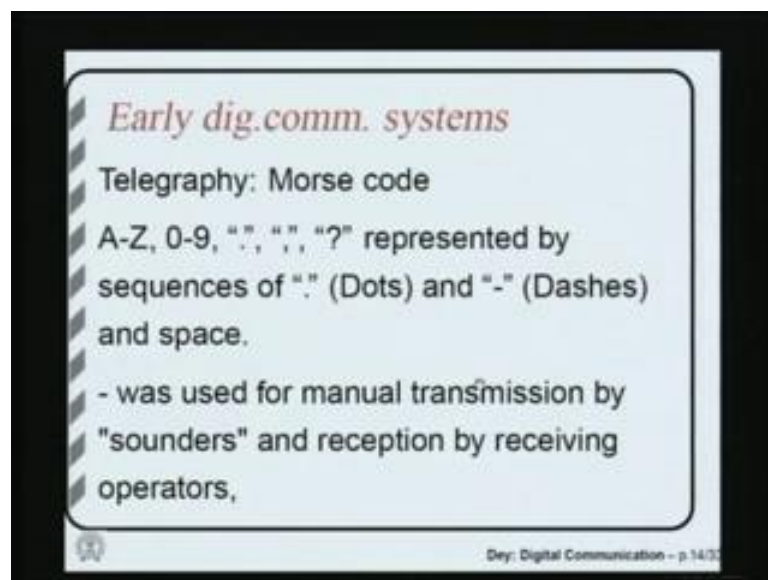 Early dig.comm. systems
Telegraphy: Morse code
A-Z, 0-9, “.”, “,”, “?” represented by
sequences of “.” (Dots) and “-” (Dashes)
and space.
- was used for manual transmission by
"sounders" and reception by receiving
operators,
Dey: Digital Communication – p.14/3